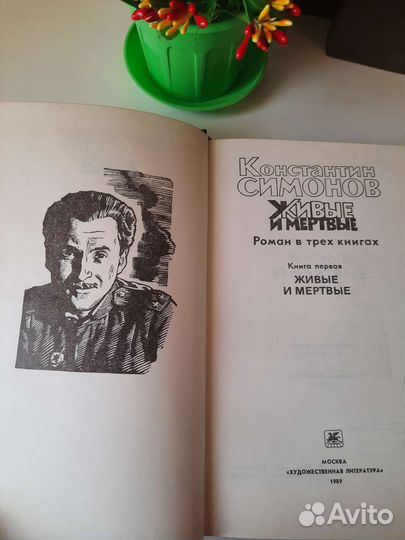 Константин
СИМОНОВ
ЖИВЫЕ
И МЕРТВЫЕ
Роман в трех книгах
Книга первая
ЖИВЫЕ
И МЕРТВЫЕ
МОСКВА
«ХУДОЖЕСТВЕННАЯ ЛИТЕРАТУРА»
1989
Avito